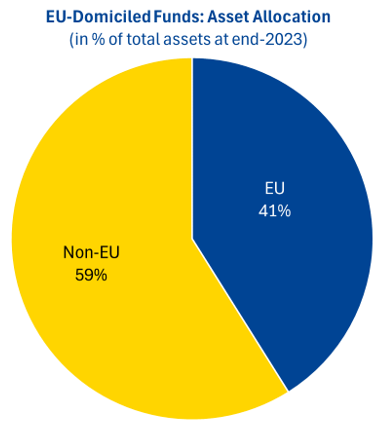 EU-Domiciled Funds: Asset Allocation
(in % of total assets at end-2023)
EU
41%
Non-EU
59%